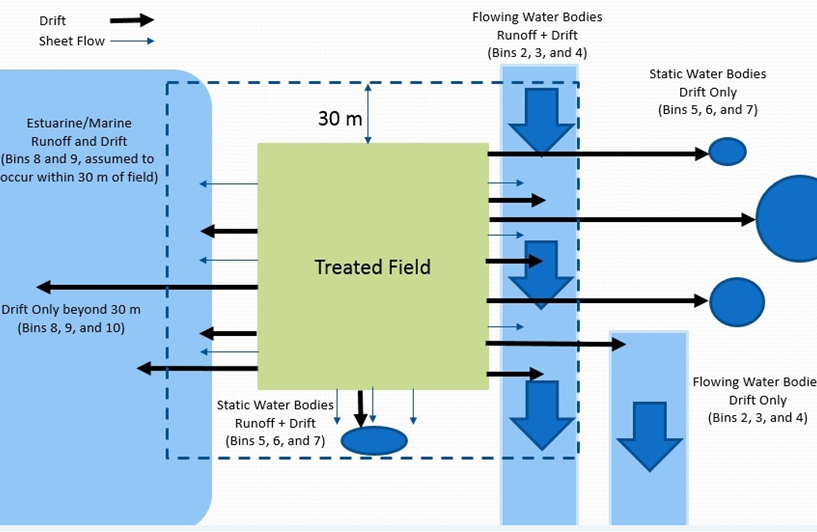 Drift
Sheet Flow
Flowing Water Bodies
Runoff + Drift
(Bins 2, 3, and 4)
Static Water Bodies
Drift Only
(Bins 5, 6, and 7)
30 m
Estuarine/Marine
Runoff and Drift
(Bins 8 and 9, assumed to
occur within 30 m of field)
Treated Field
Drift Only beyond 30 m
(Bins 8, 9, and 10)
Static Water Bodies
Runoff + Drift
(Bins 5, 6, and 7)
Flowing Water Bodie
Drift Only
(Bins 2, 3, and 4)